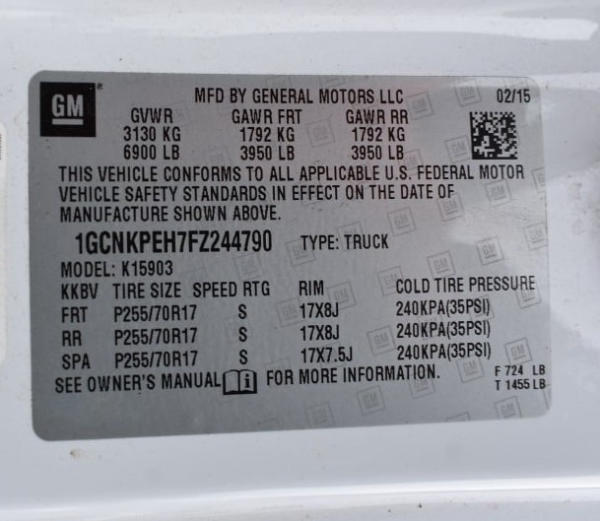 GM MFD BY GENERAL MOTORS LLC 02/15
GVWR GAWR FRT GAWR RR
3130 KG 1792 KG 1792 KG
6900 LB 3950 LB 3950 LB
THIS VEHICLE CONFORMS TO ALL APPLICABLE U.S. FEDERAL MOTOR
VEHICLE SAFETY STANDARDS IN EFFECT ON THE DATE OF
MANUFACTURE SHOWN ABOVE.
1GCNKPEH7FZ244790 TYPE: TRUCK
MODEL: K15903
KKBV TIRE SIZE SPEED RTG RIM COLD TIRE PRESSURE
FRT P255/70R17 S 17X8J 240KPA(35PSI)
RR P255/70R17 S 17X8J 240KPA(35PSI)
SPA P255/70R17 S 17X7.5J 240KPA(35PSI)
SEE OWNER'S MANUAL i FOR MORE INFORMATION.
F 724 LB
T 1455 LB